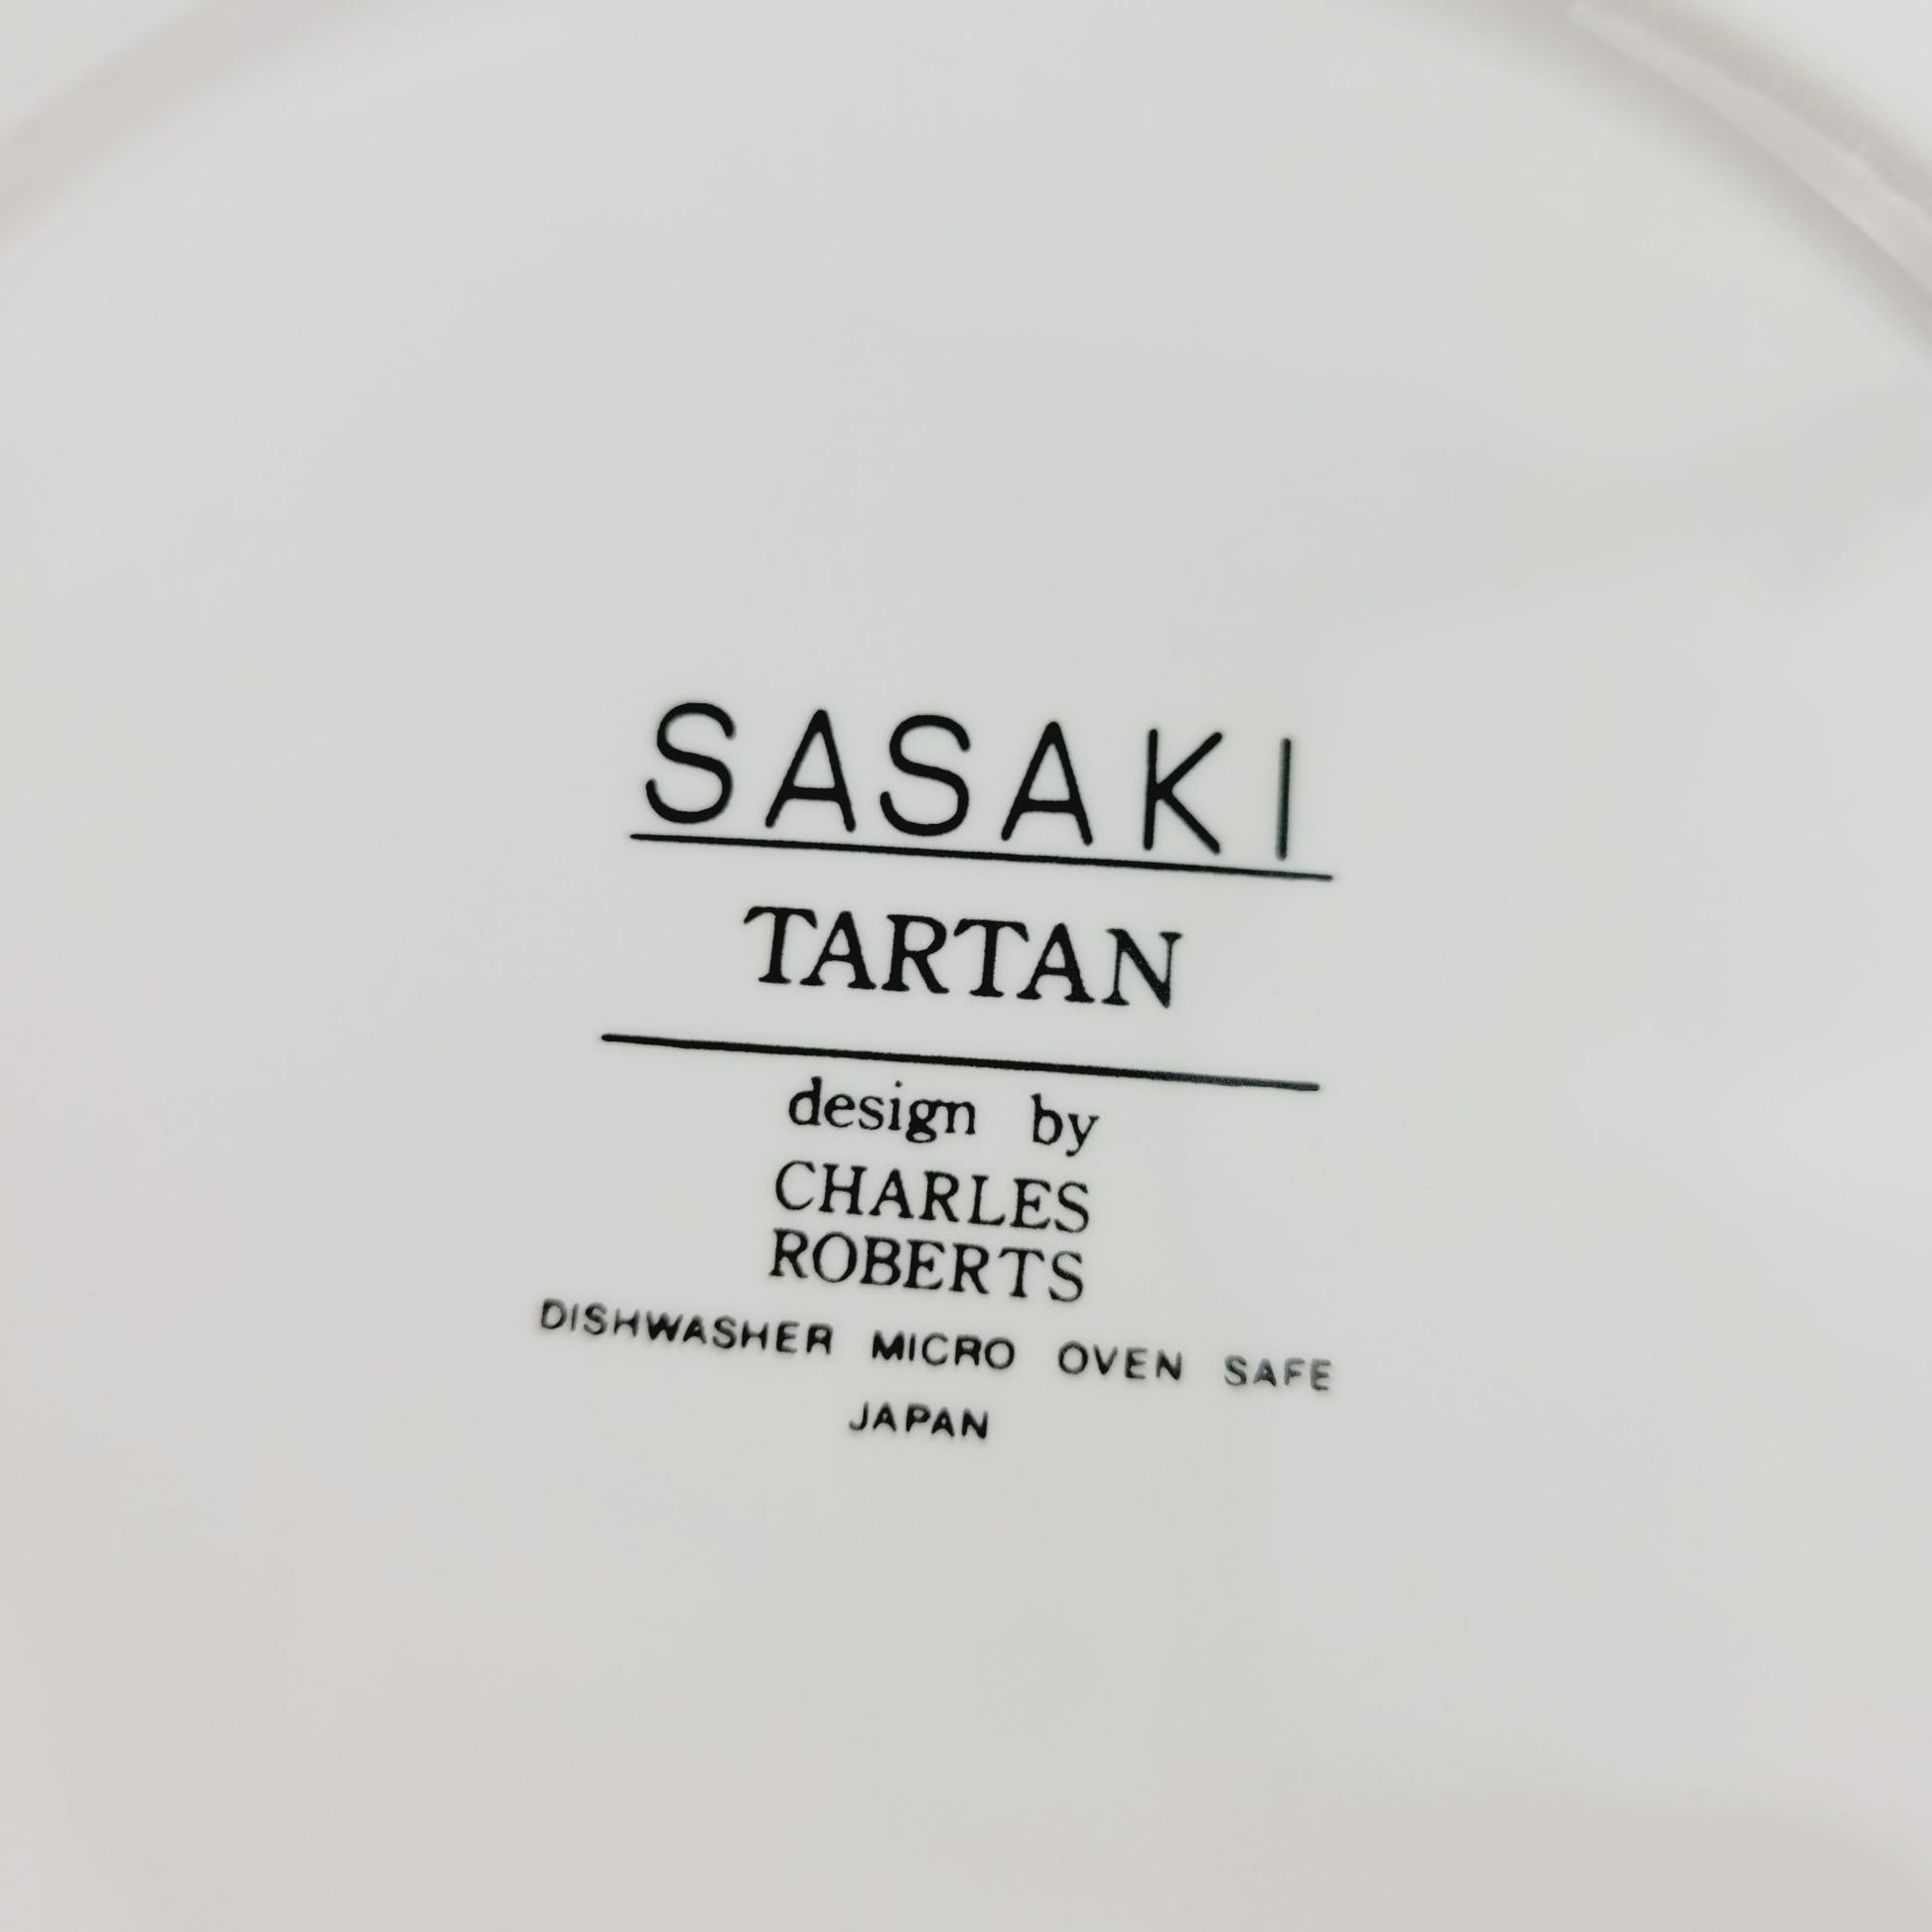 SASAKI
TARTAN
design by
CHARLES
ROBERTS
DISHWASHER MICRO OVEN SAFE
JAPAN